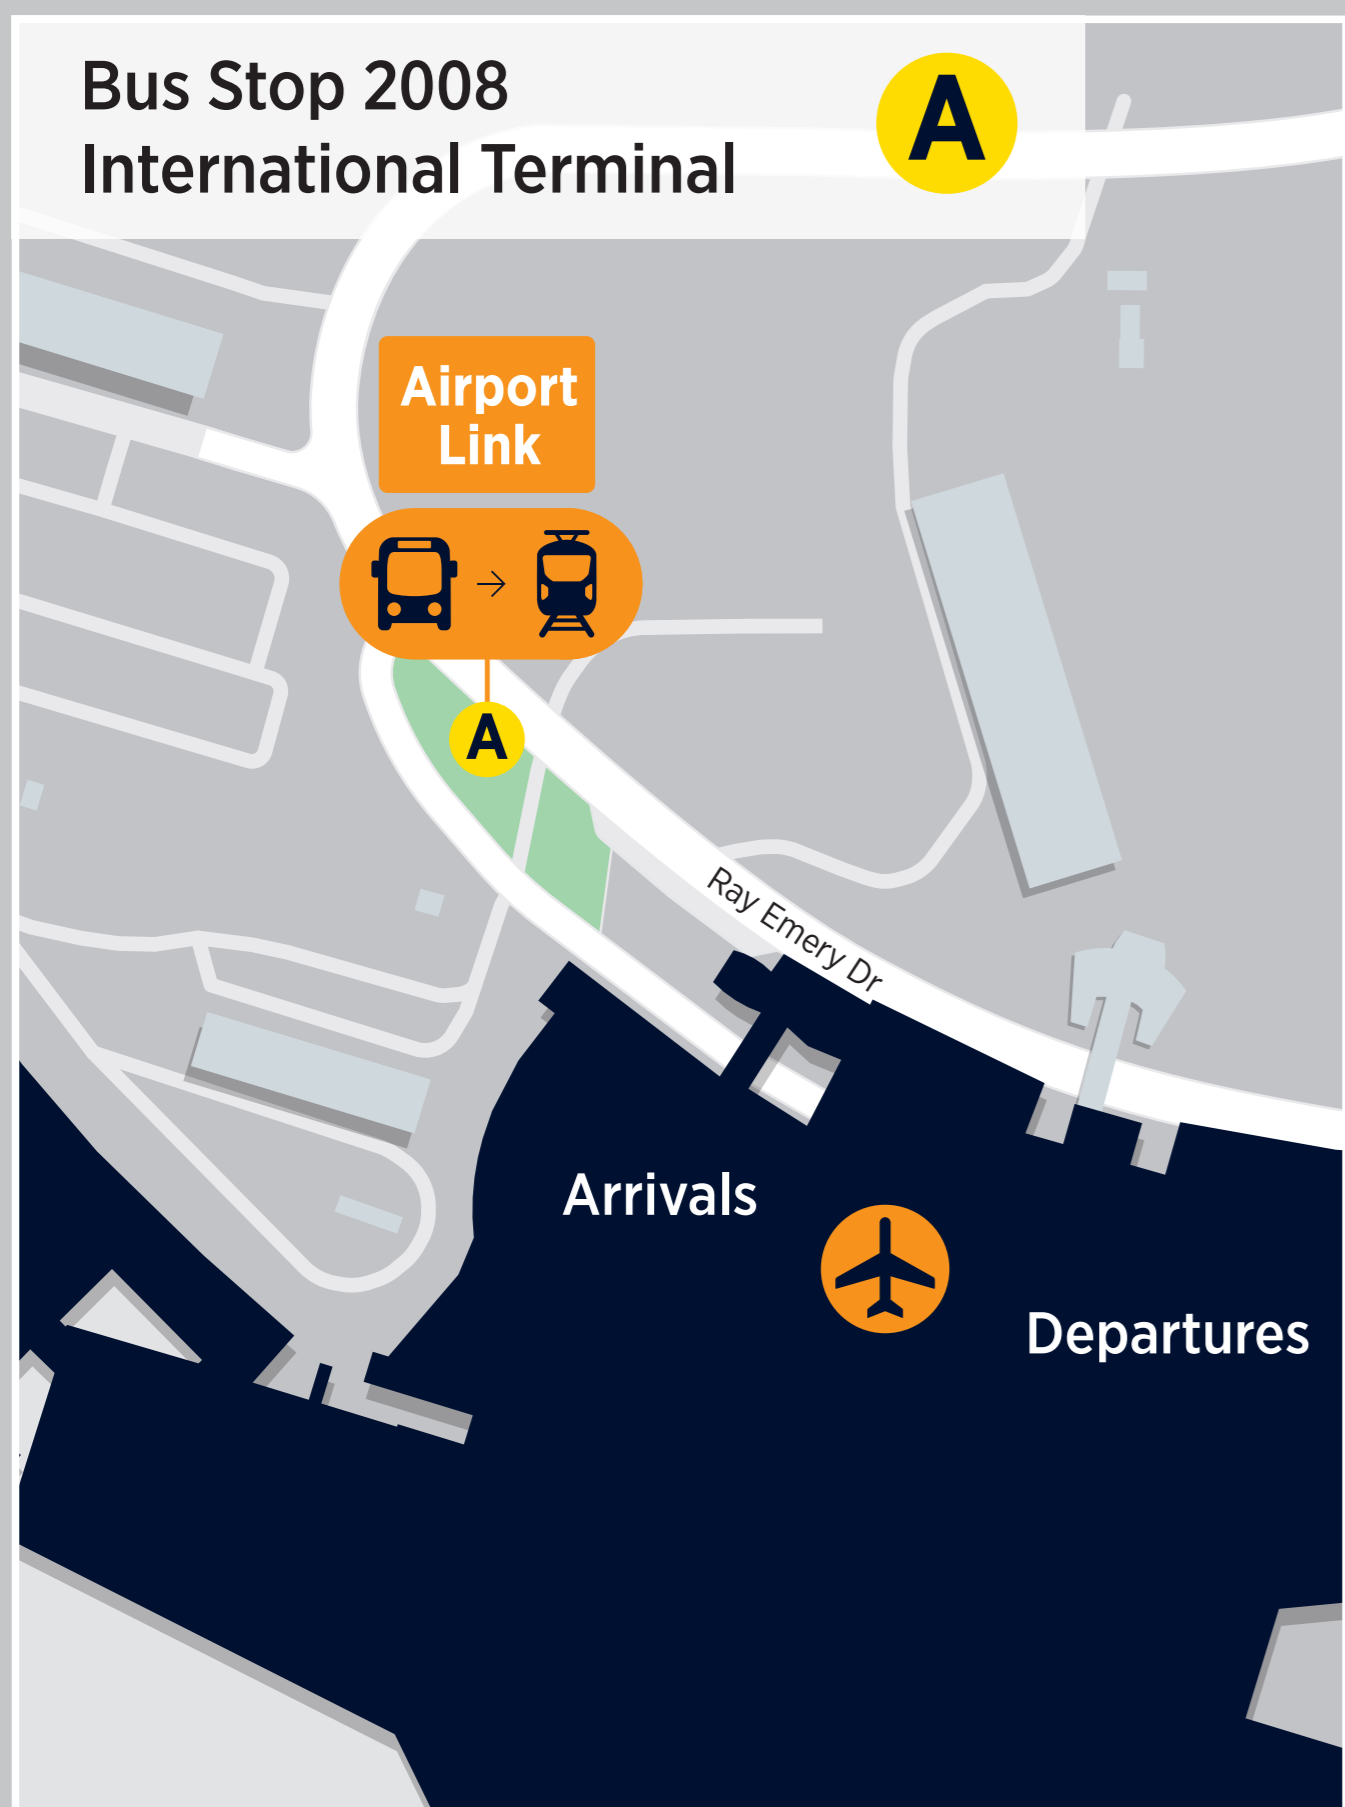 Bus Stop 2008
International Terminal
A
Airport
Link
A
Ray Emery Dr
Arrivals
Departures